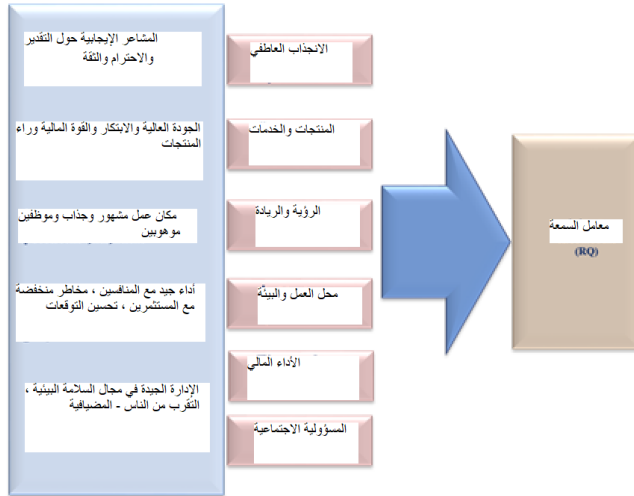 المشاعر الإيجابية حول التقدير
والاحترام والثقة
الجودة العالية والابتكار والقوة المالية وراء
المنتجات
مكان عمل مشهور وجذاب وموظفين
موهوبين
أداء جيد مع المنافسين ، مخاطر منخفضة
مع المستثمرين ، تحسين التوقعات
الإدارة الجيدة في مجال السلامة البيئية ،
التقرب من الناس - المضيافية
الانجذاب العاطفي
المنتجات والخدمات
الرؤية والريادة
محل العمل والبيئة
الأداء المالي
المسؤولية الاجتماعية
معامل السمعة
(RQ)